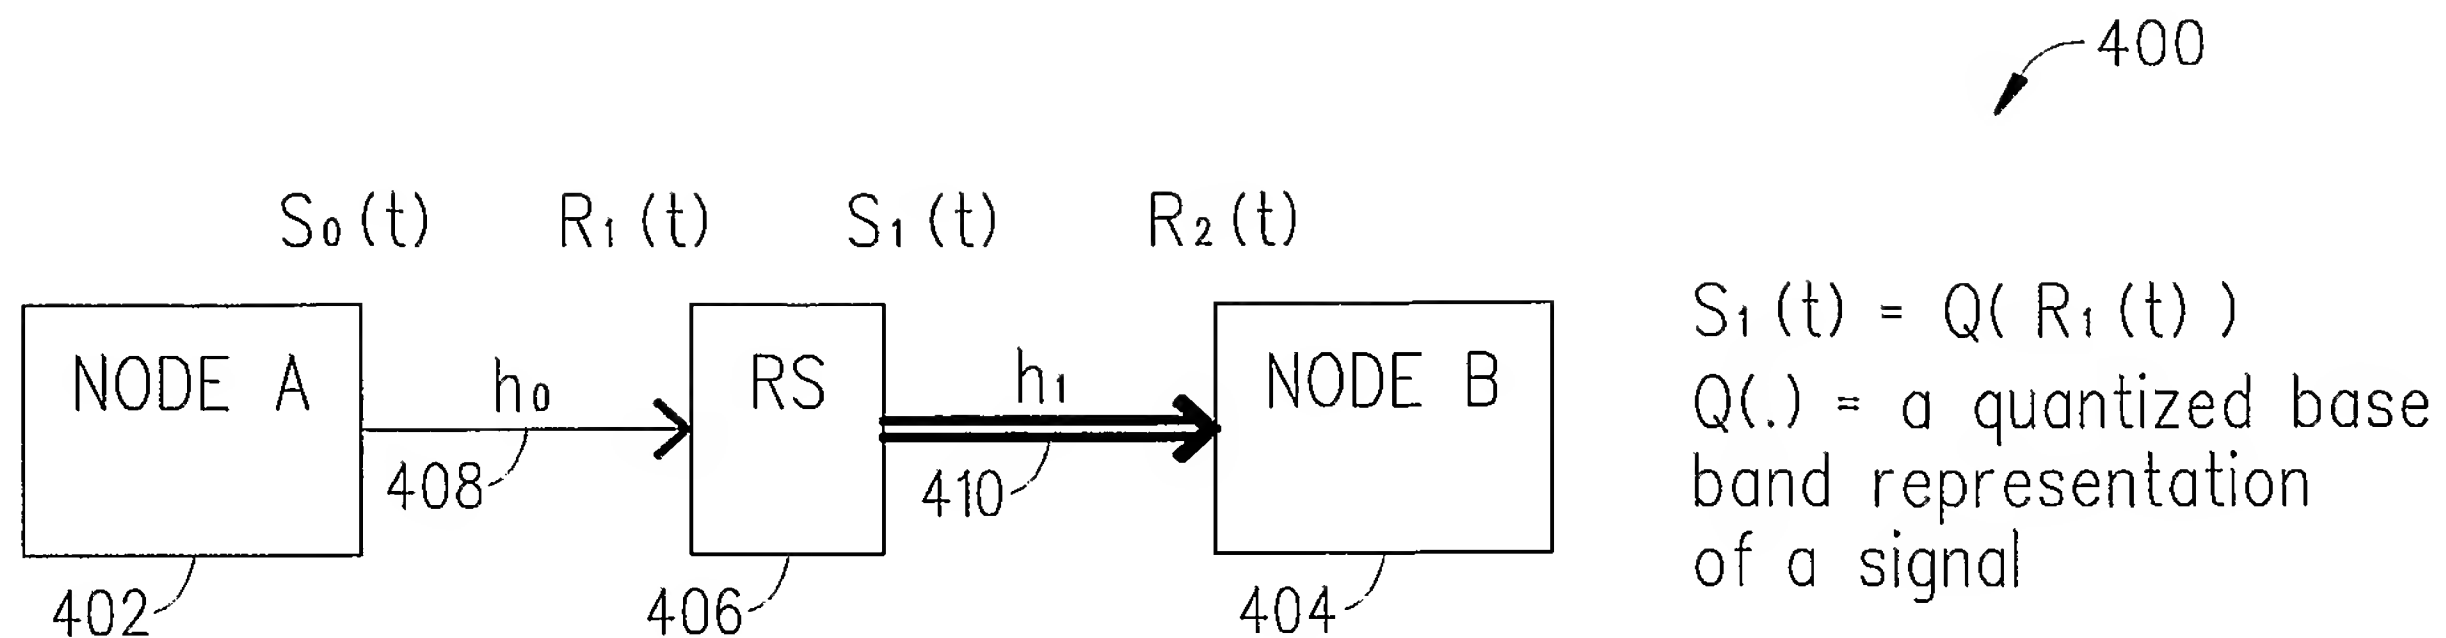 400
S₀(t) R₁(t) S₁(t) R₂(t)
S₁(t) = Q( R₁(t) )
NODE A h₀ RS h₁ NODE B
Q(.) = a quantized base
408 410
band representation
of a signal
402 406 404